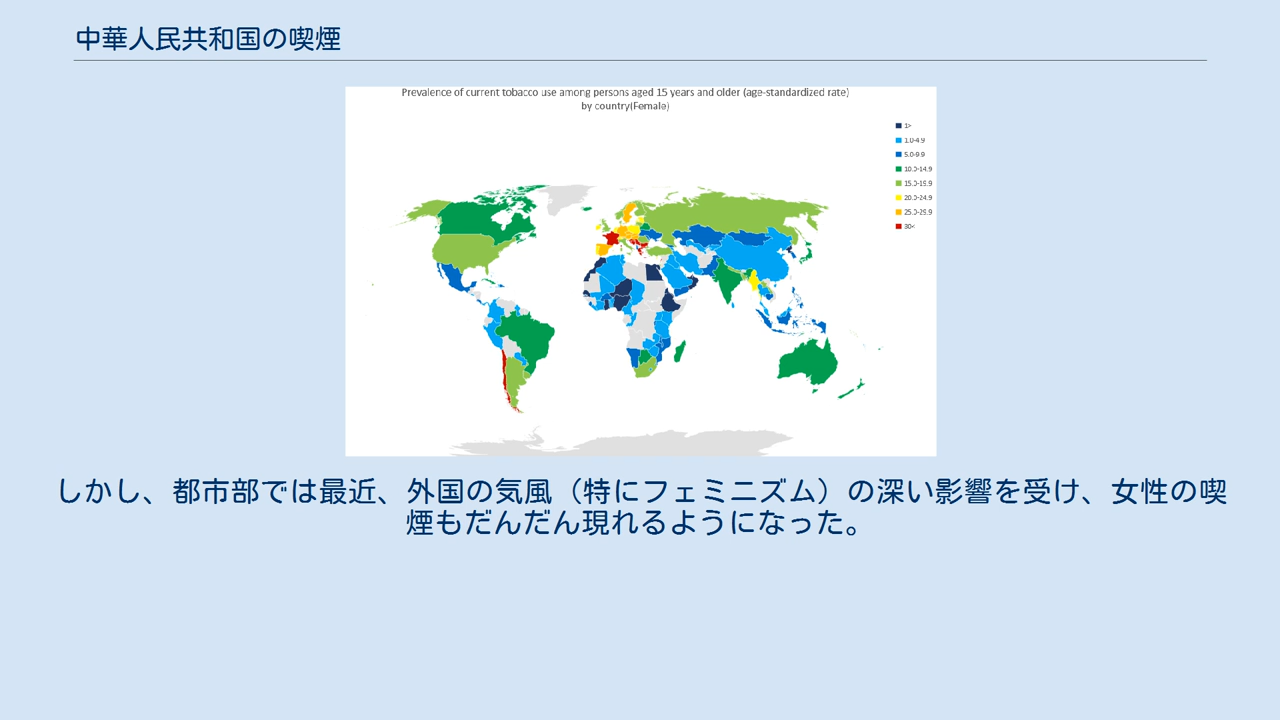 中華人民共和国の喫煙
Prevalence of current tobacco use among persons aged 15 years and older (age-standardized rate)
by country(Female)
1>
1.0-4.9
5.0-9.9
10.0-14.9
15.0-19.9
20.0-24.9
25.0-29.9
30<
しかし、都市部では最近、外国の気風（特にフェミニズム）の深い影響を受け、女性の喫
煙もだんだん現れるようになった。